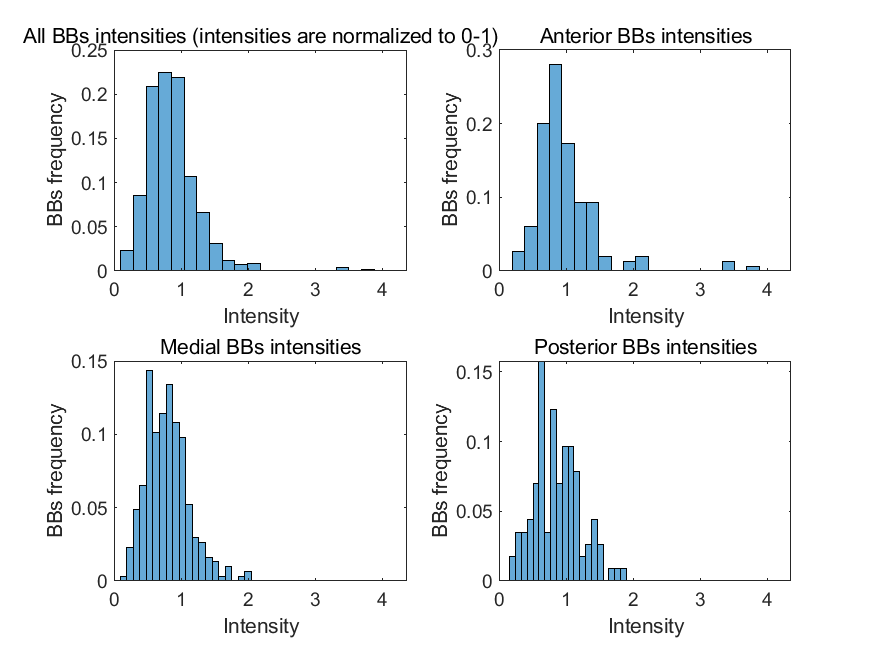 All BBs intensities (intensities are normalized to 0-1)
0.25
0.2
0.15
0.1
0.05
0
BBs frequency
0 1 2 3 4
Intensity
Anterior BBs intensities
0.3
0.2
0.1
0
BBs frequency
0 1 2 3 4
Intensity
Medial BBs intensities
0.15
0.1
0.05
0
BBs frequency
0 1 2 3 4
Intensity
Posterior BBs intensities
0.15
0.1
0.05
0
BBs frequency
0 1 2 3 4
Intensity